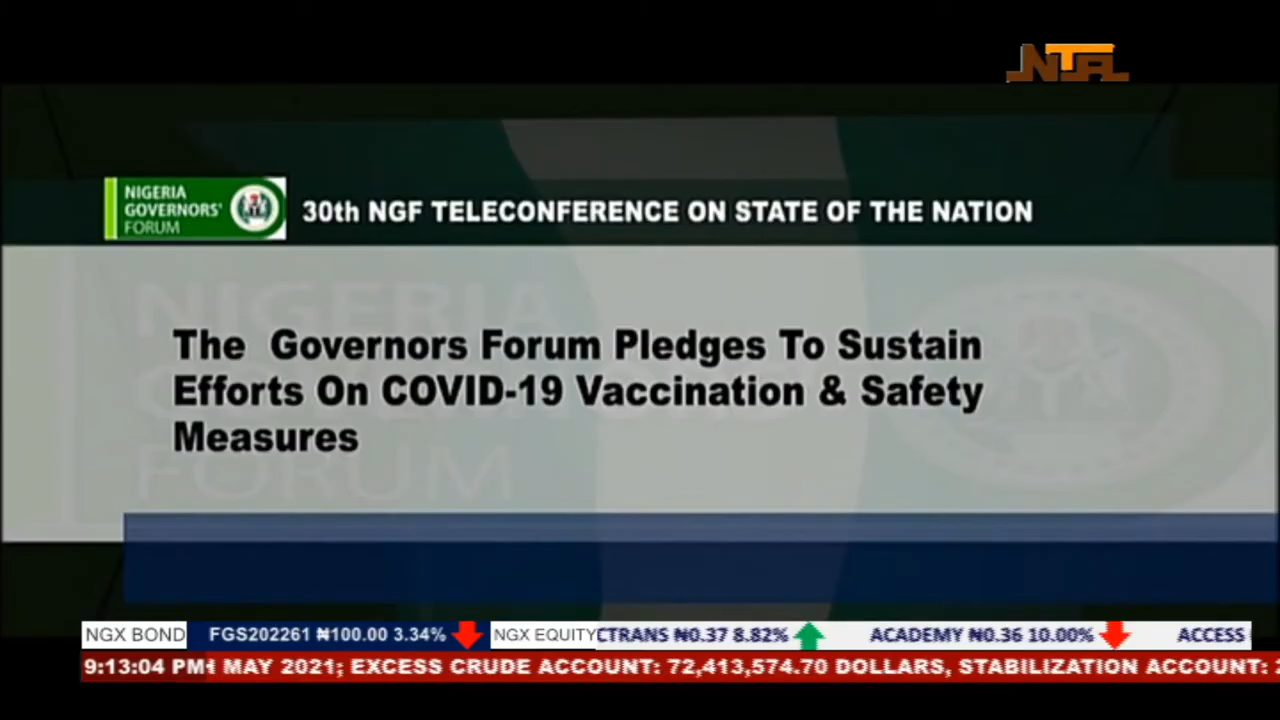 NTA
NIGERIA
GOVERNORS'
FORUM
30th NGF TELECONFERENCE ON STATE OF THE NATION
NIGERIA
FORUM
The Governors Forum Pledges To Sustain
Efforts On COVID-19 Vaccination & Safety
Measures
NGX BOND FGS202261 ₦100.00 3.34% NGX EQUITY CTRANS ₦0.37 8.82% ACADEMY ₦0.36 10.00% ACCESS
9:13:04 PM MAY 2021; EXCESS CRUDE ACCOUNT: 72,413,574.70 DOLLARS, STABILIZATION ACCOUNT: